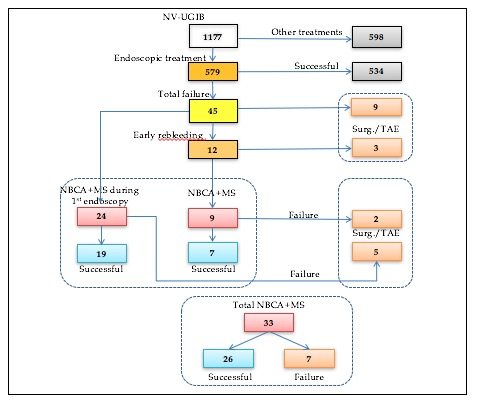 NV-UGIB
1177
Other treatments
598
Endoscopic treatment
579
Successful
534
Total failure
45
9
Surg./TAE
Early rebleeding
12
3
NBCA+MS during
1st endoscopy
NBCA+MS
24
9
Failure
2
Surg./TAE
19
7
5
Successful
Successful
Failure
Total NBCA+MS
33
26
7
Successful
Failure